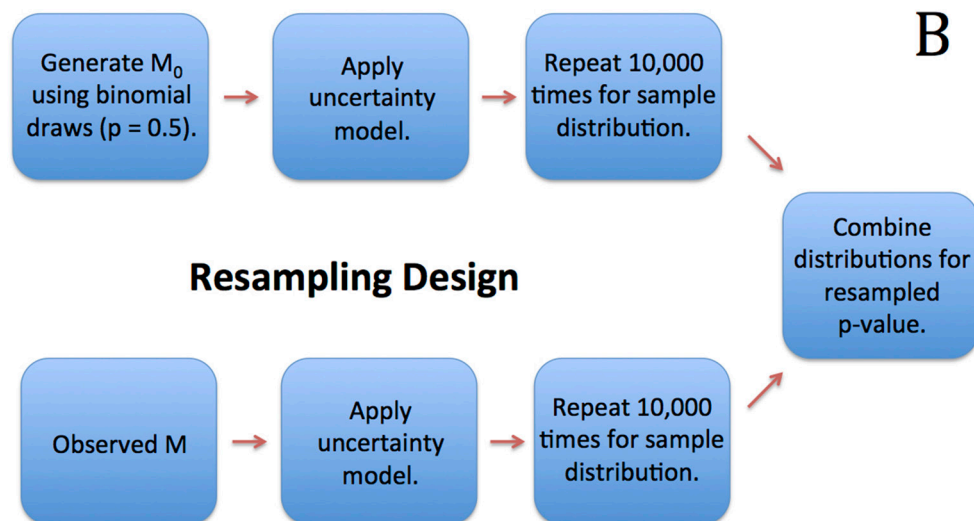 B
Generate M₀
using binomial
draws (p = 0.5).
Apply
uncertainty
model.
Repeat 10,000
times for sample
distribution.
Combine
distributions for
resampled
p-value.
Resampling Design
Observed M
Apply
uncertainty
model.
Repeat 10,000
times for sample
distribution.